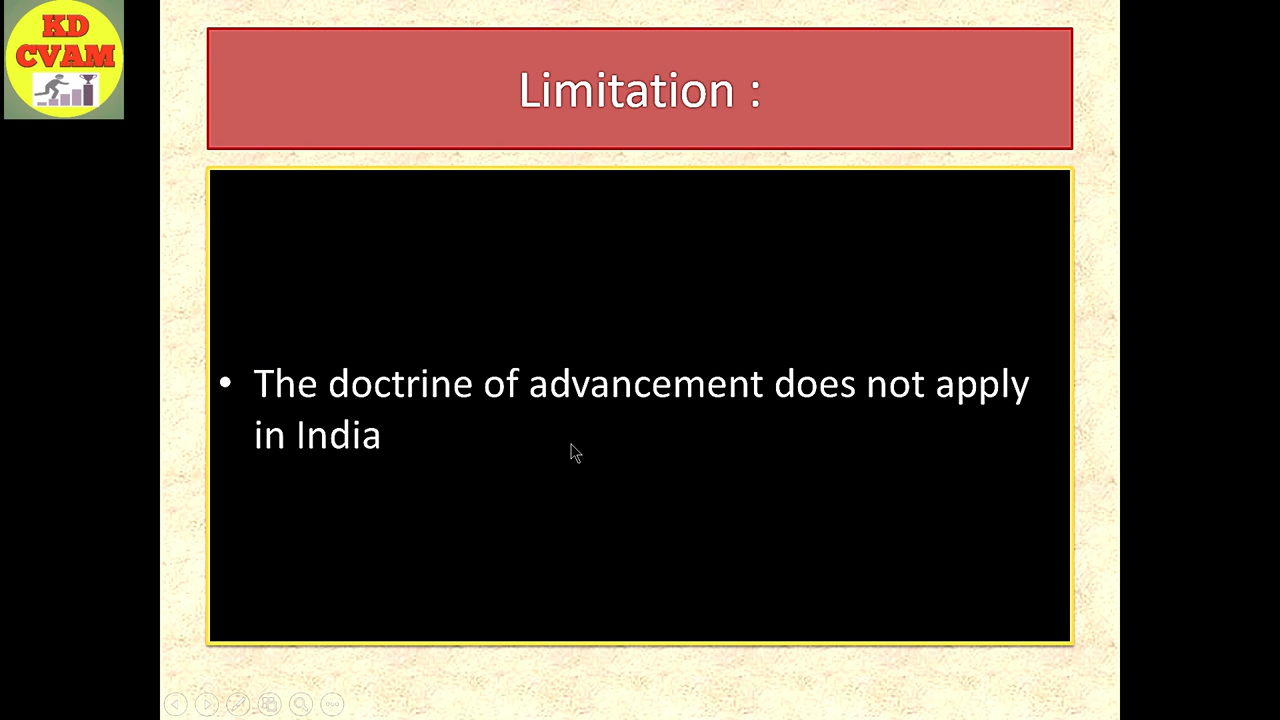 KD
CVAM
Limitation :
• The doctrine of advancement does not apply
in India